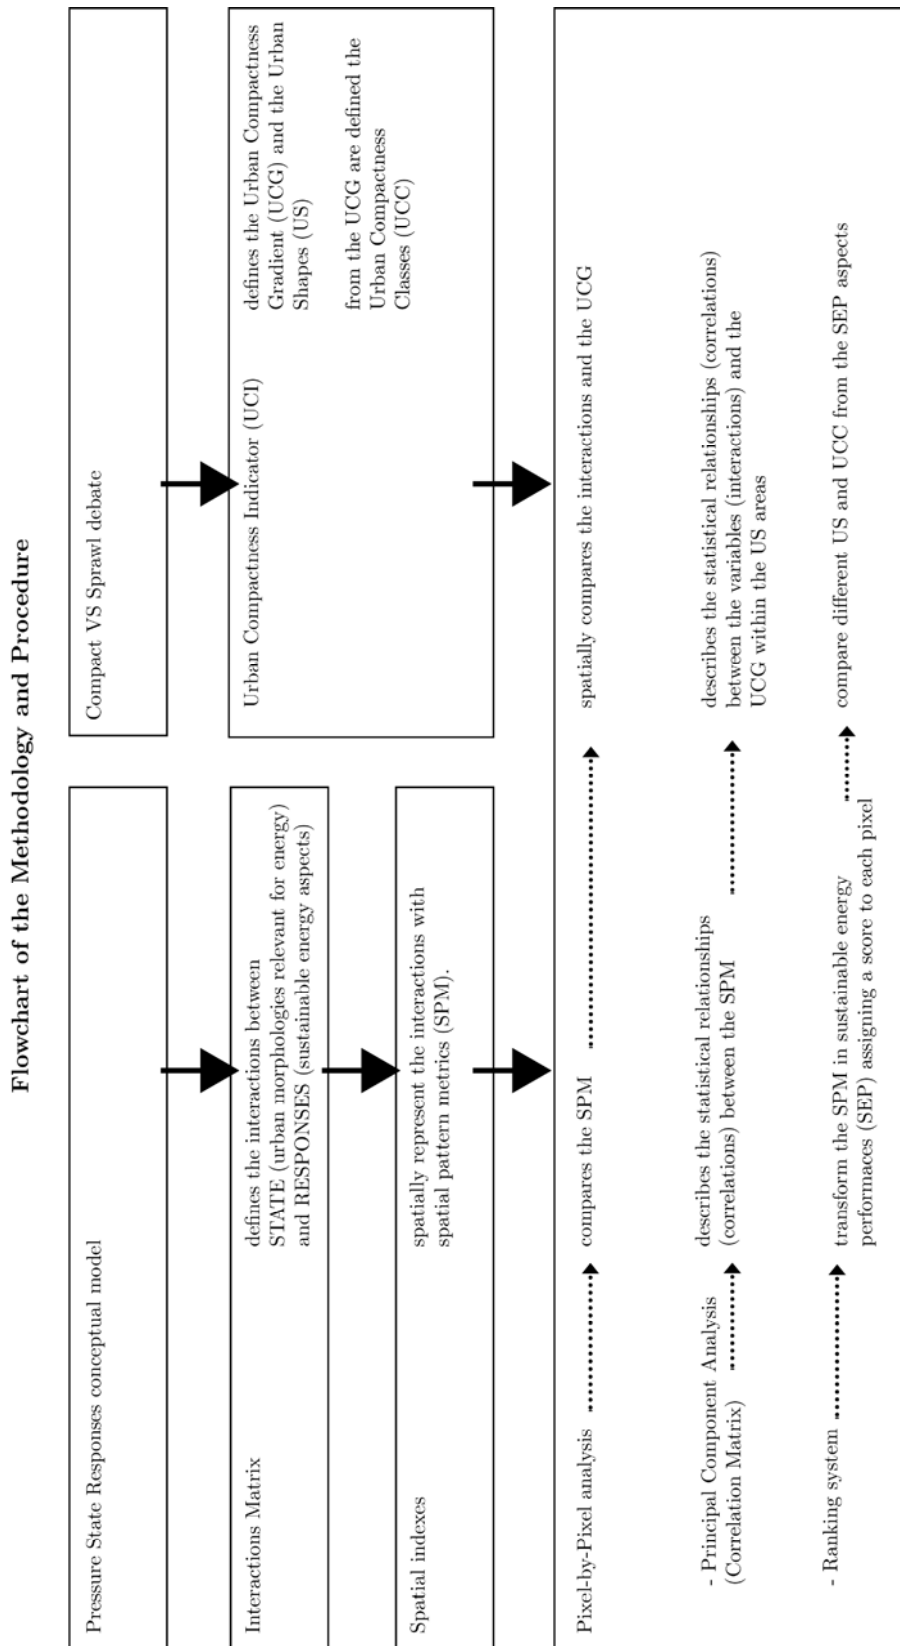 Flowchart of the Methodology and Procedure
Pressure State Responses conceptual model
Compact VS Sprawl debate
Interactions Matrix
defines the interactions between
STATE (urban morphologies relevant for energy)
and RESPONSES (sustainable energy aspects)
Urban Compactness Indicator (UCI)
defines the Urban Compactness
Gradient (UCG) and the Urban
Shapes (US)
from the UCG are defined the
Urban Compactness
Classes (UCC)
Spatial indexes
spatially represent the interactions with
spatial pattern metrics (SPM).
Pixel-by-Pixel analysis
compares the SPM
spatially compares the interactions and the UCG
- Principal Component Analysis
(Correlation Matrix)
describes the statistical relationships
(correlations) between the SPM
describes the statistical relationships (correlations)
between the variables (interactions) and the
UCG within the US areas
- Ranking system
transform the SPM in sustainable energy
performaces (SEP) assigning a score to each pixel
compare different US and UCC from the SEP aspects